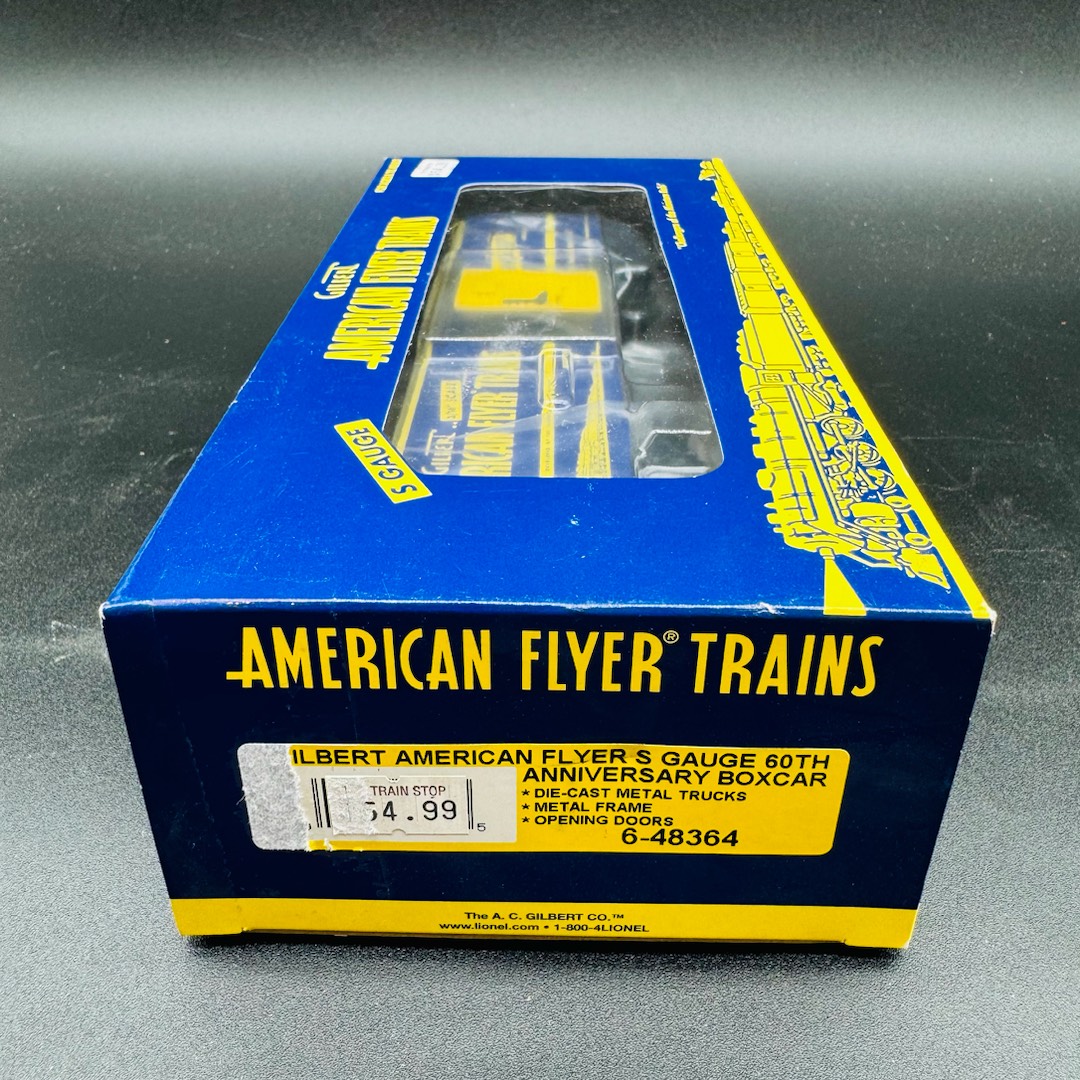 GILBERT
AMERICAN FLYER TRAINS
S GAUGE
GILBERT
AMERICAN FLYER® TRAINS
ILBERT AMERICAN FLYER S GAUGE 60TH
ANNIVERSARY BOXCAR
* DIE-CAST METAL TRUCKS
* METAL FRAME
* OPENING DOORS
6-48364
TRAIN STOP
54.99
5
The A. C. GILBERT CO.™
www.lionel.com • 1-800-4LIONEL